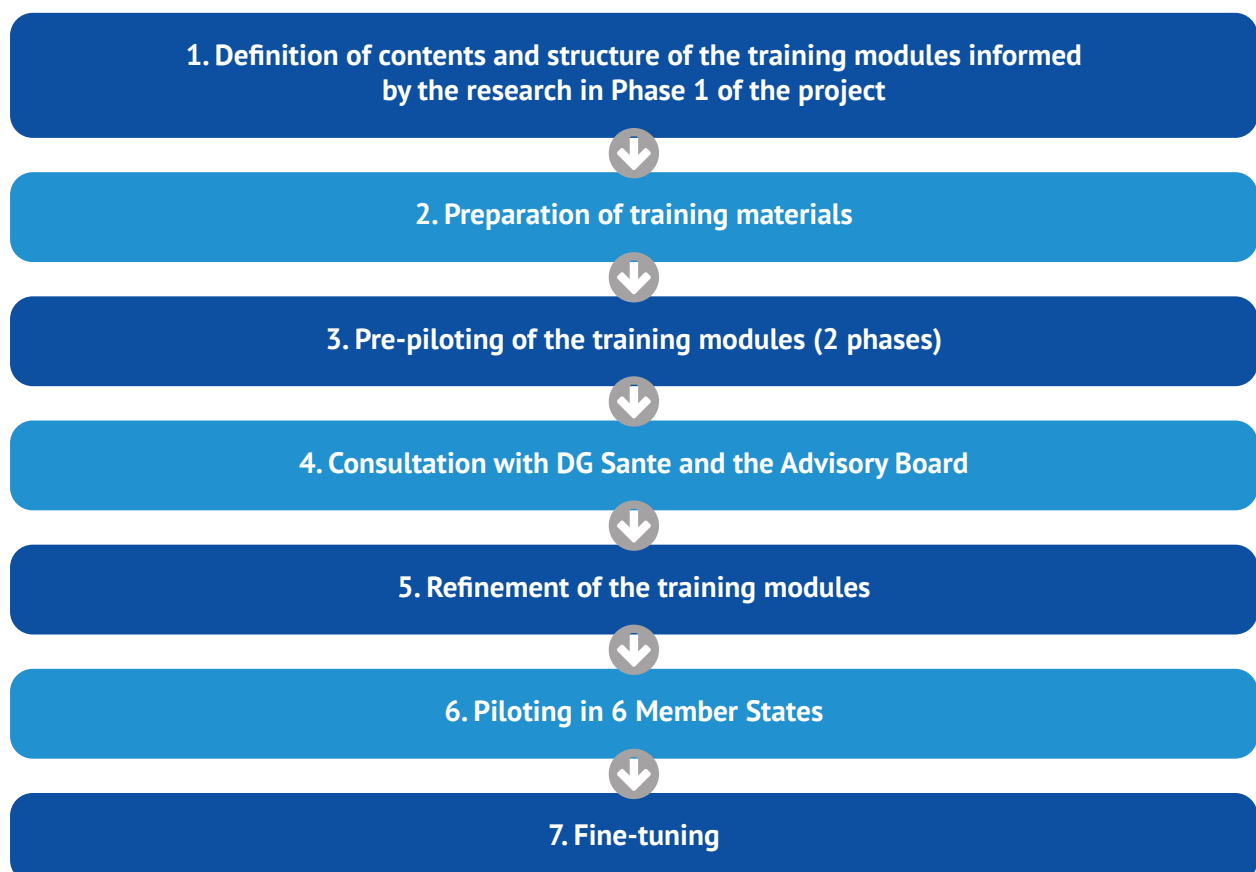 1. Definition of contents and structure of the training modules informed
by the research in Phase 1 of the project
2. Preparation of training materials
3. Pre-piloting of the training modules (2 phases)
4. Consultation with DG Sante and the Advisory Board
5. Refinement of the training modules
6. Piloting in 6 Member States
7. Fine-tuning